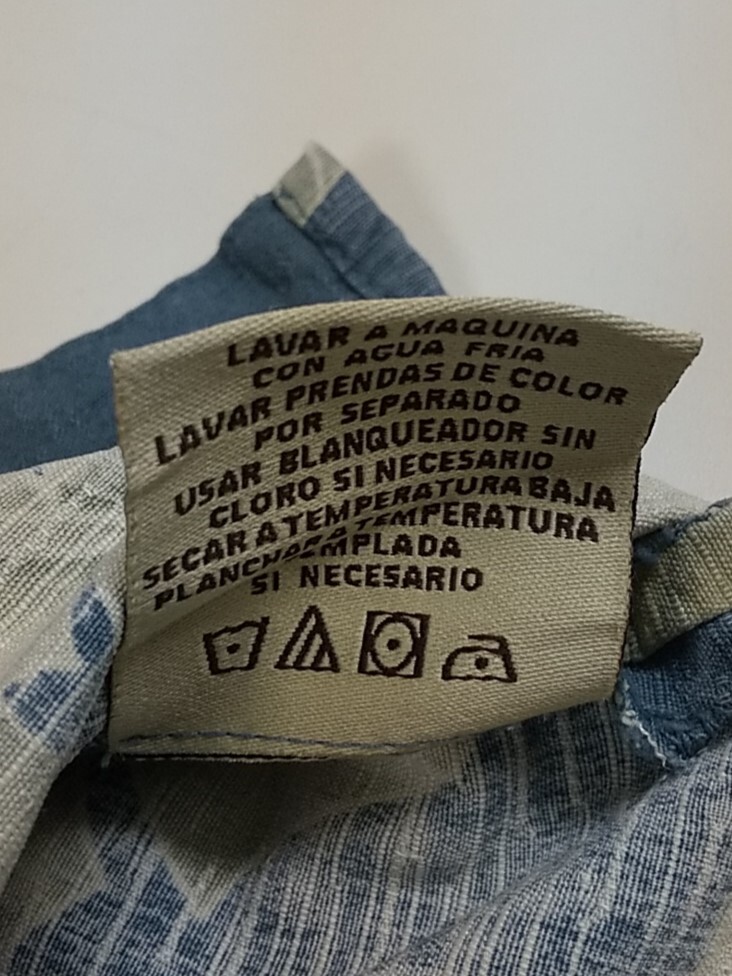 LAVAR A MAQUINA
CON AGUA FRIA
LAVAR PRENDAS DE COLOR
POR SEPARADO
USAR BLANQUEADOR SIN
CLORO SI NECESARIO
SECAR A TEMPERATURA BAJA
PLANCHAR A TEMPERATURA
TEMPLADA
SI NECESARIO